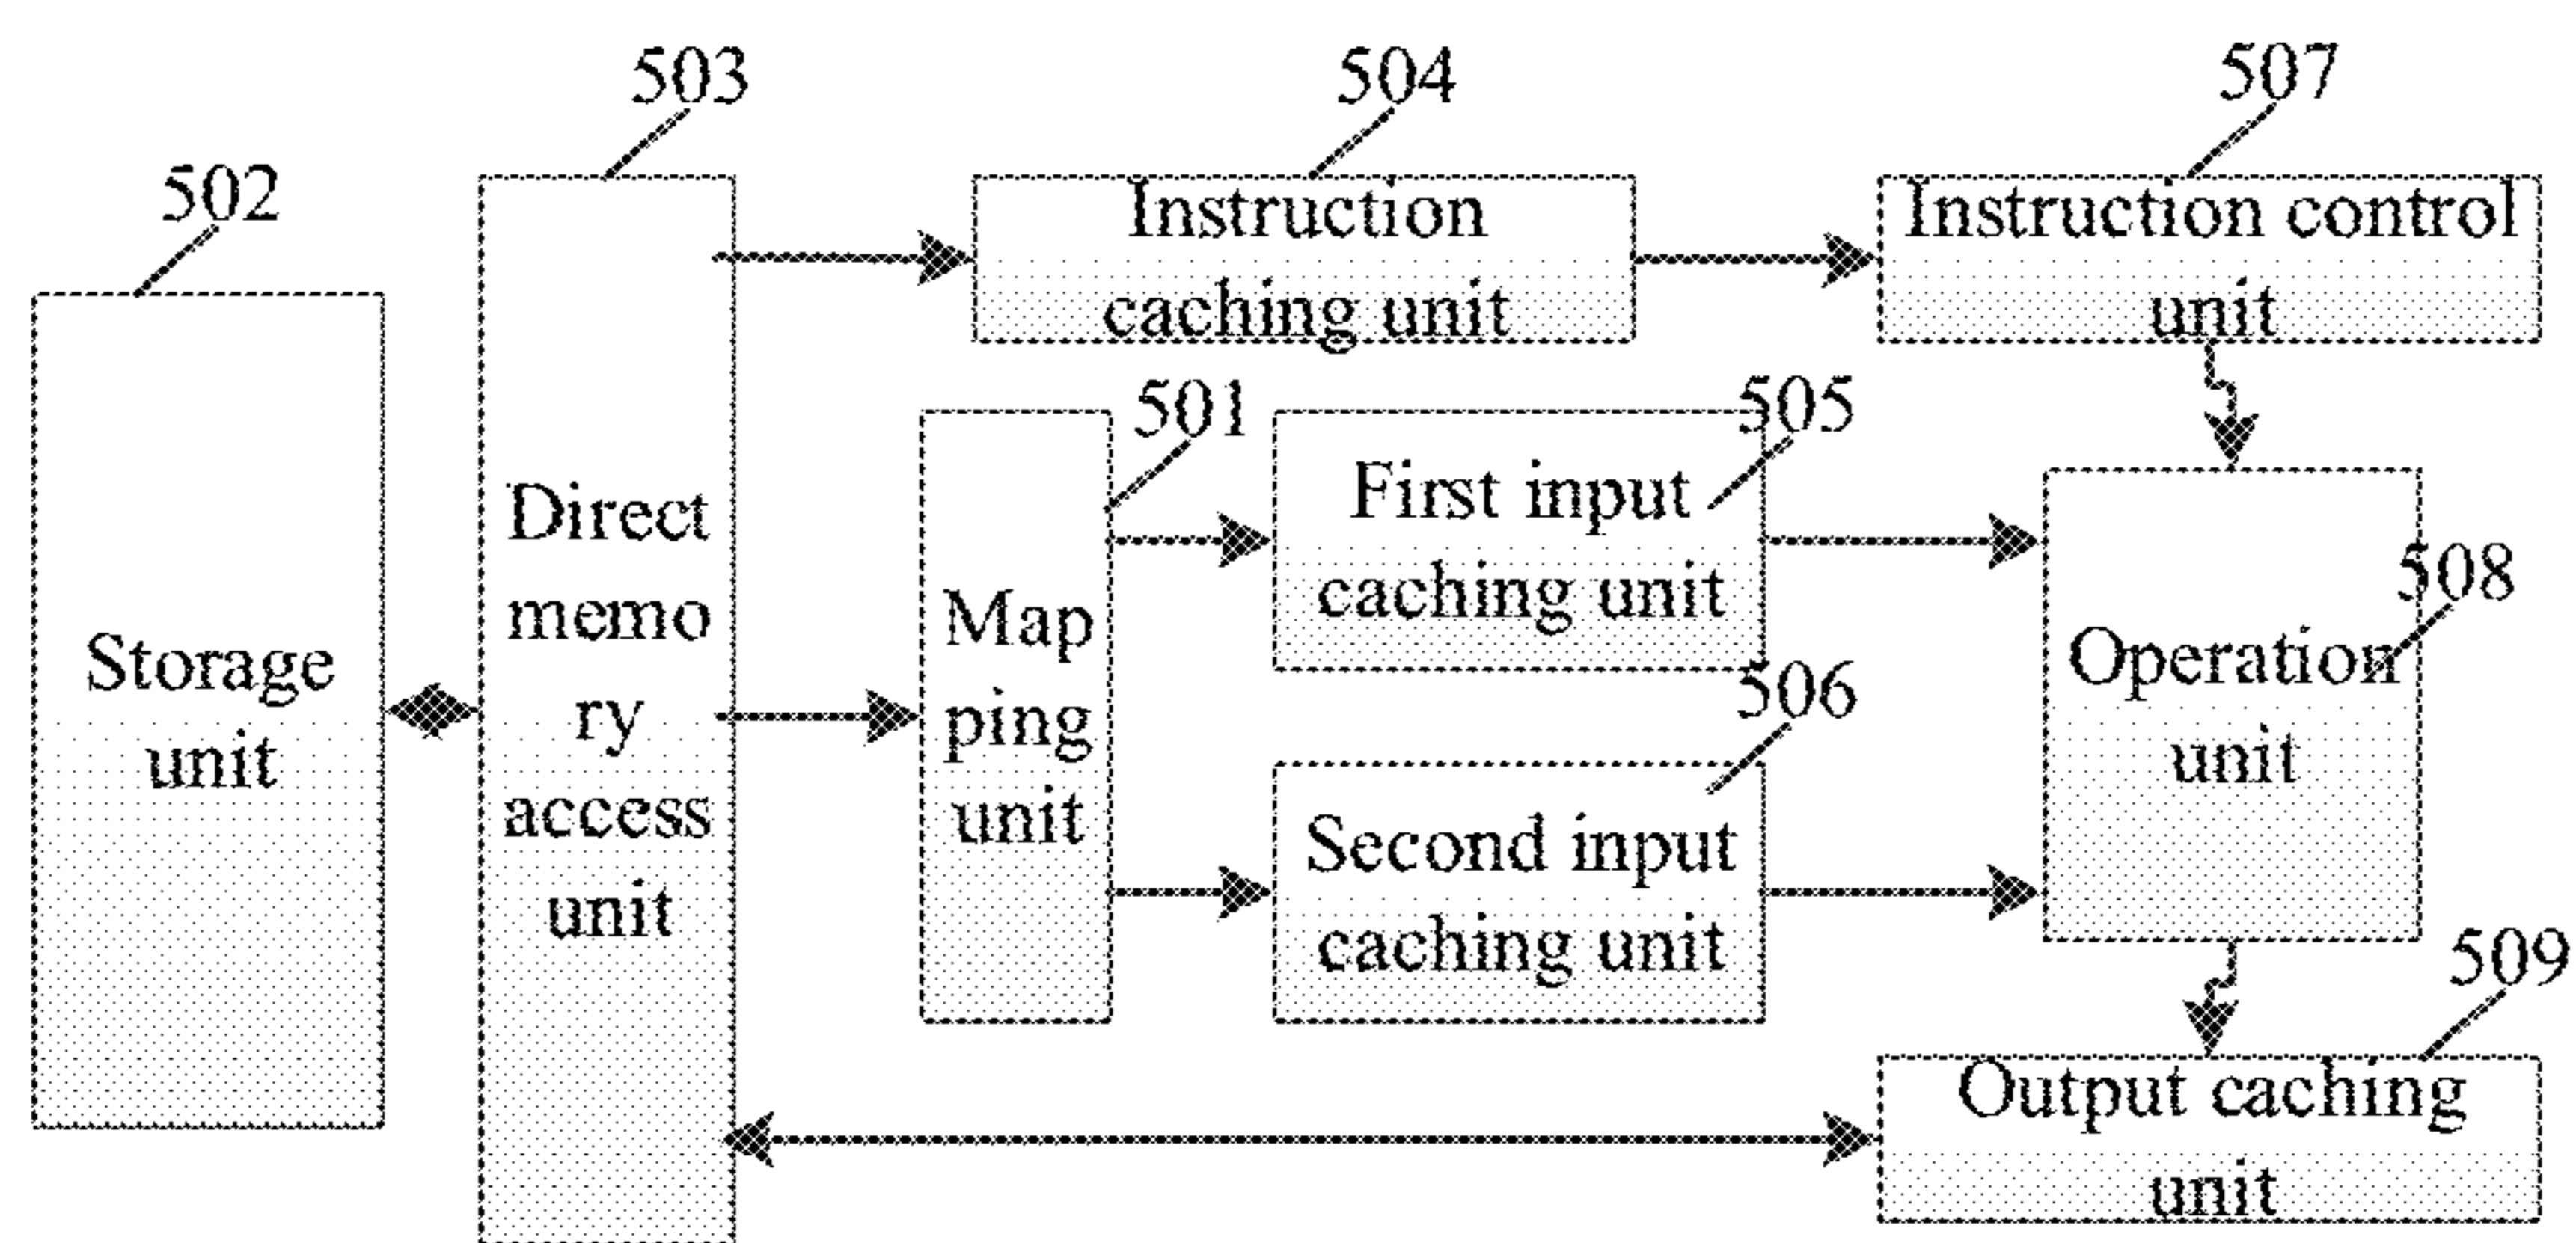 503
504
507
502
Instruction
caching unit
Instruction control
unit
501
505
Storage
unit
Direct
memo
ry
access
unit
Map
ping
unit
First input
caching unit
506
Second input
caching unit
508
Operation
unit
509
Output caching
unit